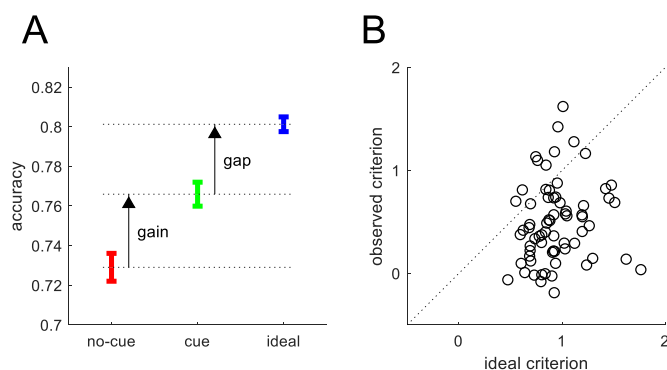 A
0.82
0.8
0.78
0.76
0.74
0.72
0.7
accuracy
gap
gain
no-cue
cue
ideal
B
2
1
0
observed criterion
0
1
2
ideal criterion